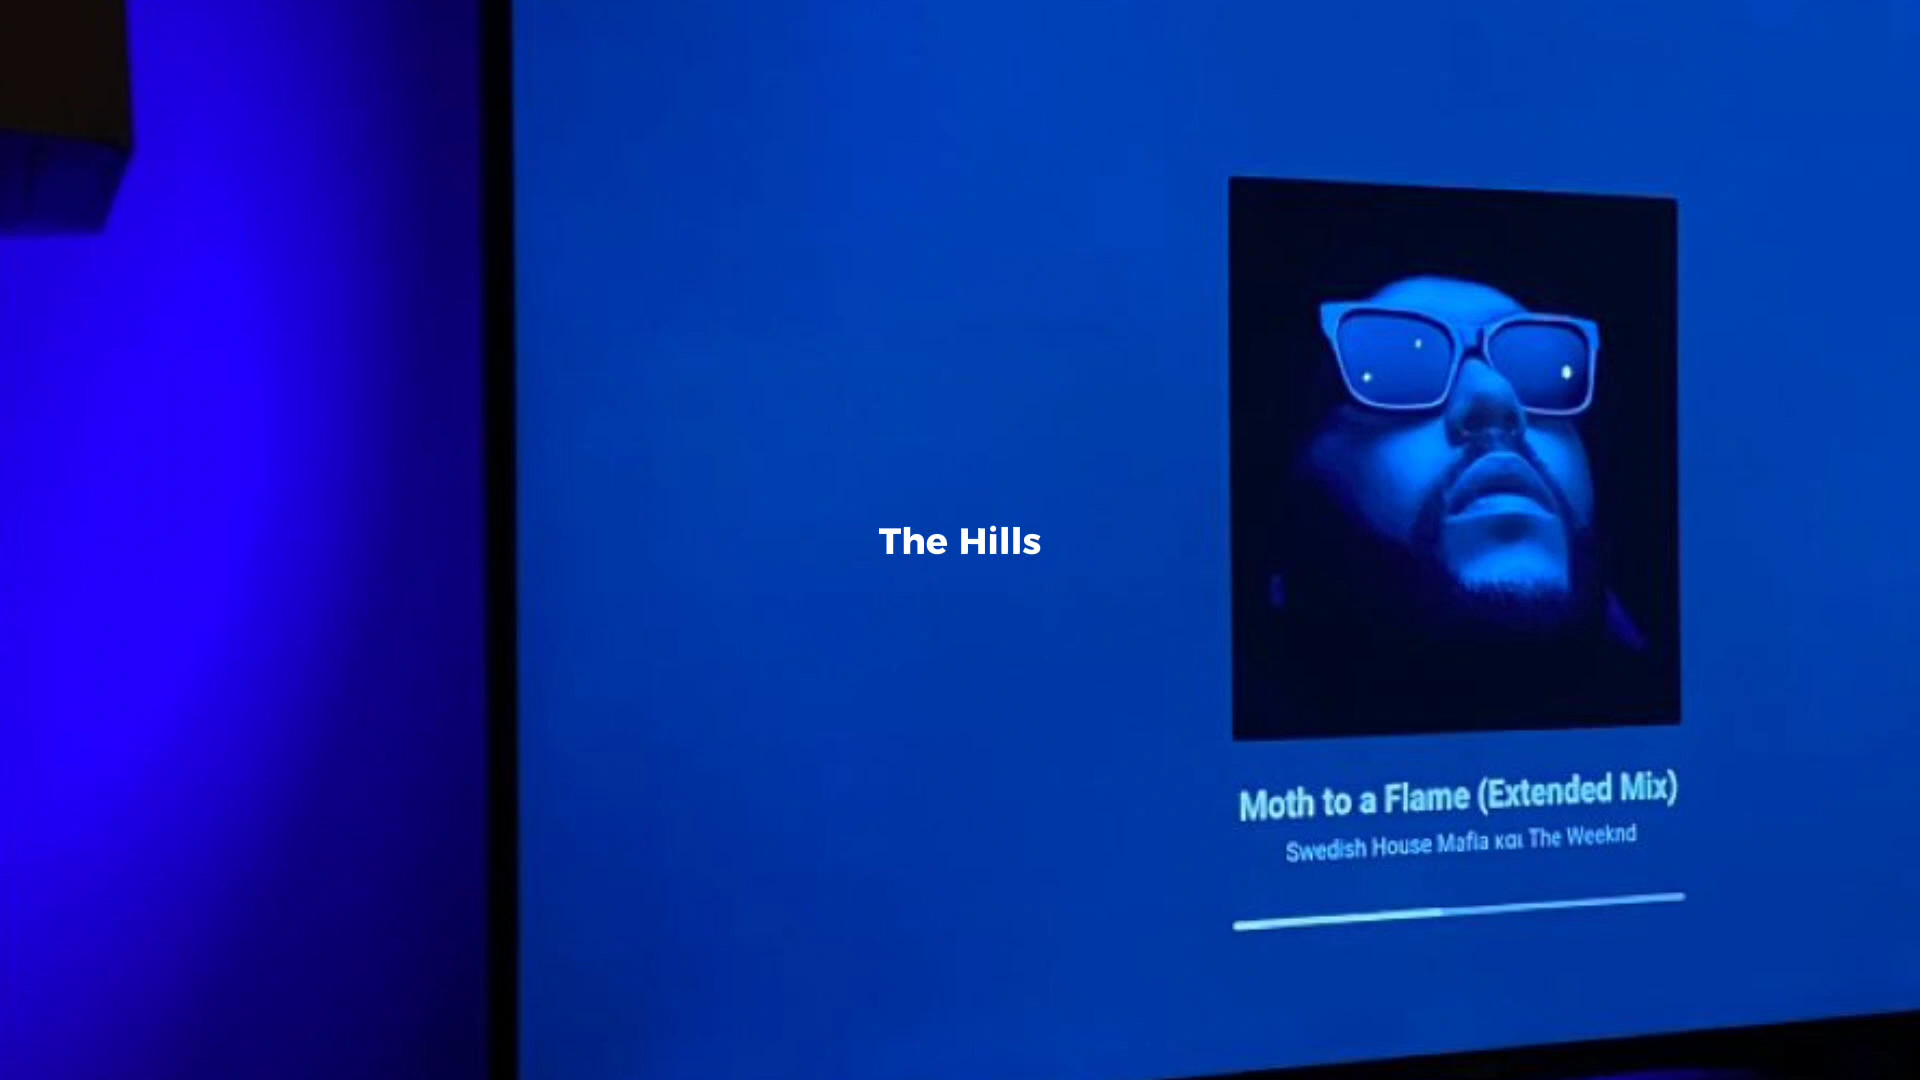 The Hills
Moth to a Flame (Extended Mix)
Swedish House Mafia και The Weeknd